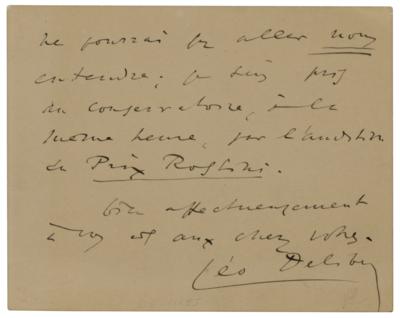 ne pourrai pas aller nous
entendre ; je suis pris
au conservatoire, à la
même heure, par l'audition
du Prix Rossini.
bien affectueusement
à vous et aux chers vôtres.
Léo Delibes